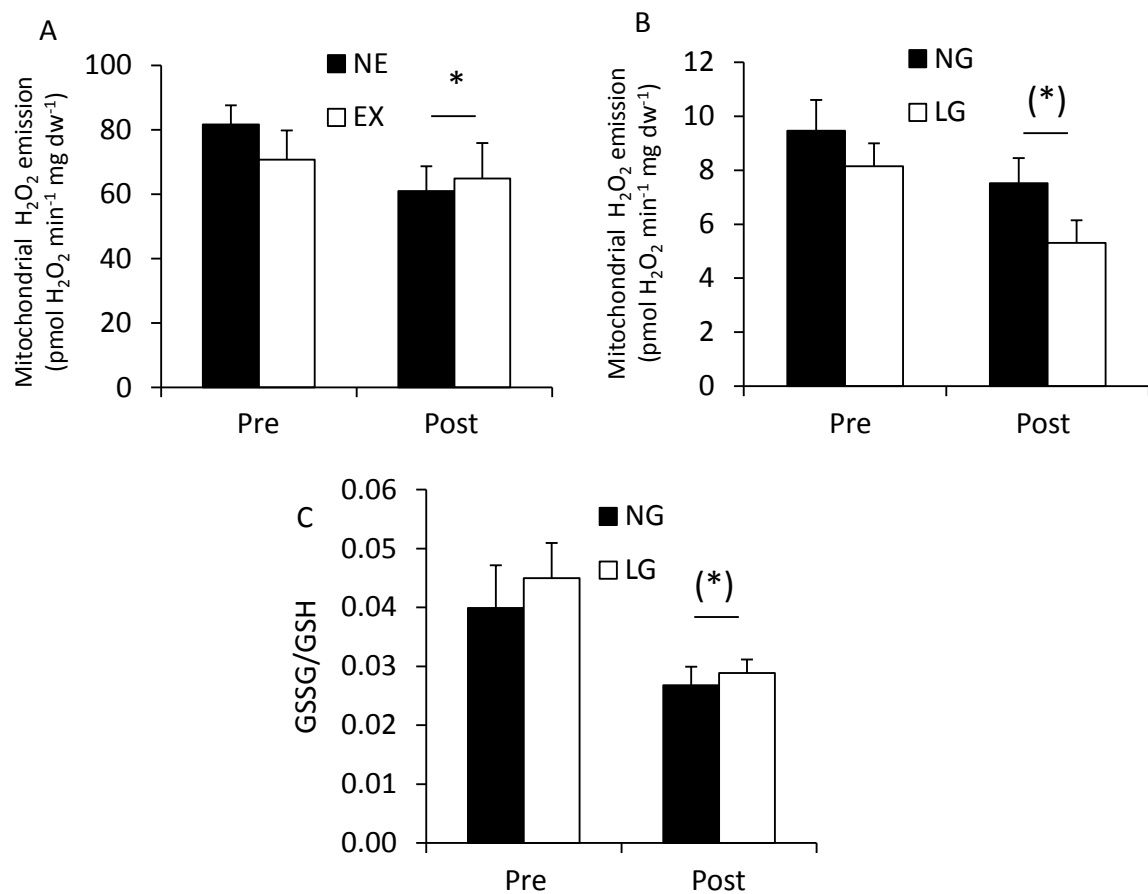 A
Mitochondrial H₂O₂ emission
(pmol H₂O₂ min⁻¹ mg dw⁻¹)
100
80
60
40
20
0
NE
EX
*
Pre
Post
B
Mitochondrial H₂O₂ emission
(pmol H₂O₂ min⁻¹ mg dw⁻¹)
12
10
8
6
4
2
0
NG
LG
(*)
Pre
Post
C
GSSG/GSH
0.06
0.05
0.04
0.03
0.02
0.01
0.00
NG
LG
(*)
Pre
Post